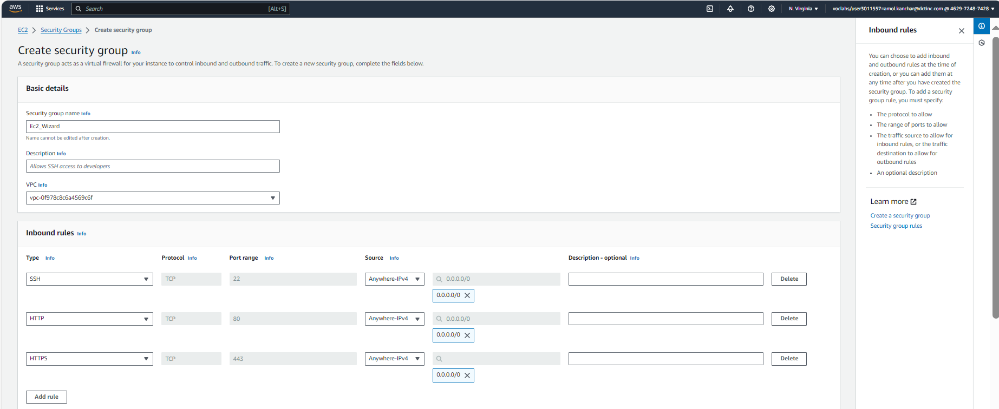 aws
Services
Search [Alt+S]
N. Virginia
voclabs/user3011557=amol.kanchar@dctinc.com @ 4629-7248-7428
EC2 > Security Groups > Create security group
Create security group Info
A security group acts as a virtual firewall for your instance to control inbound and outbound traffic. To create a new security group, complete the fields below.
Basic details
Security group name Info
Ec2_Wizard
Name cannot be edited after creation.
Description Info
Allows SSH access to developers
VPC Info
vpc-0f978c8c6a4569c6f
Inbound rules Info
Type Info Protocol Info Port range Info Source Info Description - optional Info
SSH TCP 22 Anywhere-IPv4 0.0.0.0/0 Delete
0.0.0.0/0
HTTP TCP 80 Anywhere-IPv4 0.0.0.0/0 Delete
0.0.0.0/0
HTTPS TCP 443 Anywhere-IPv4 Delete
0.0.0.0/0
Add rule
Inbound rules
You can choose to add inbound
and outbound rules at the time of
creation, or you can add them at
any time after you have created the
security group. To add a security
group rule, you must specify:
• The protocol to allow
• The range of ports to allow
• The traffic source to allow for
inbound rules, or the traffic
destination to allow for
outbound rules
• An optional description
Learn more
Create a security group
Security group rules